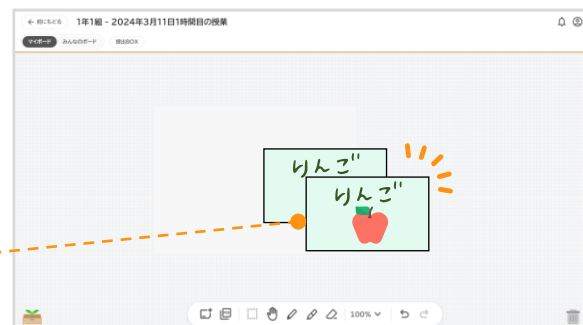 ← 前にもどる 1年1組 - 2024年3月11日1時間目の授業
マイボード みんなのボード 提出BOX
りんご
りんご
100%